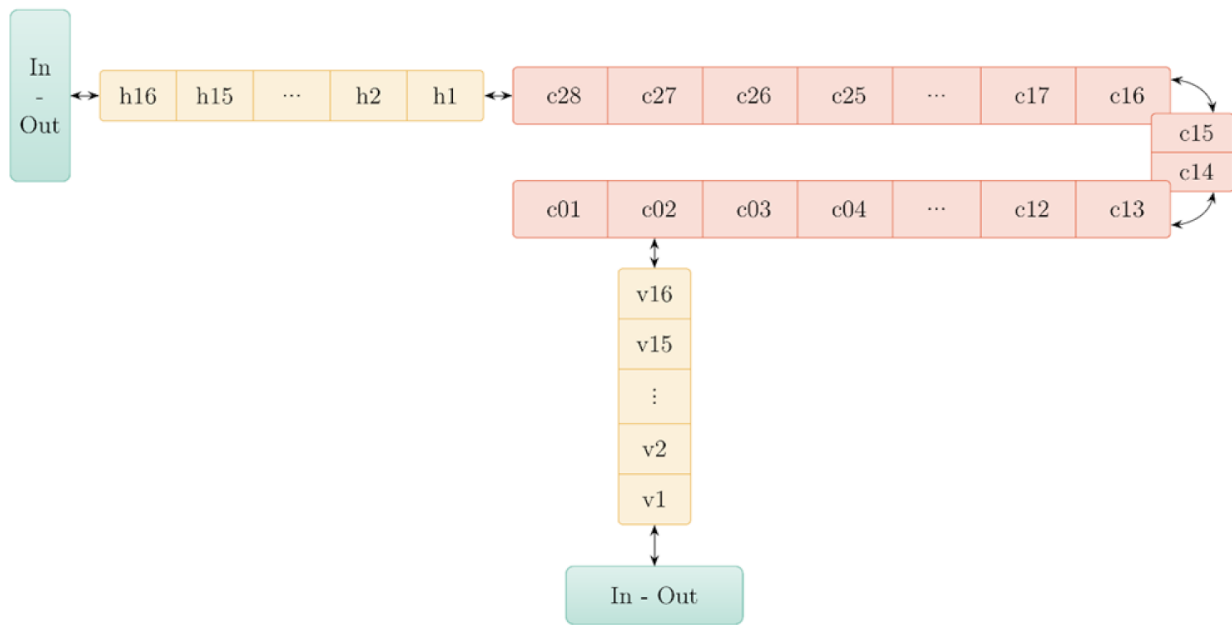 In
-
Out
h16 h15 ... h2 h1
c28 c27 c26 c25 ... c17 c16
c15
c14
c01 c02 c03 c04 ... c12 c13
v16
v15
⋮
v2
v1
In - Out